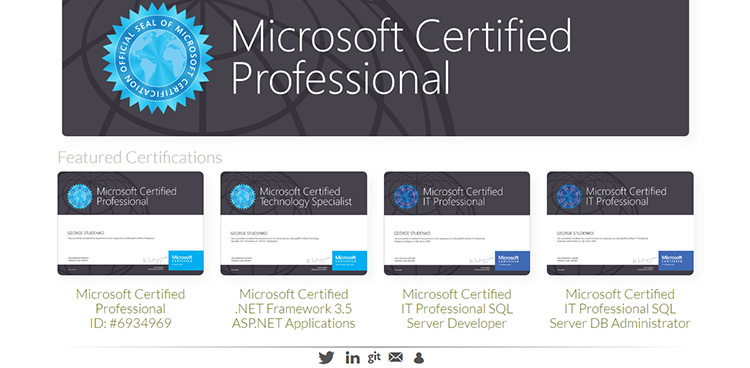 OFFICIAL SEAL OF MICROSOFT CERTIFICATION
Microsoft Certified
Professional
Featured Certifications
Microsoft Certified
Professional
GEORGE STUDENKO
Microsoft
CERTIFIED
Microsoft Certified
Technology Specialist
GEORGE STUDENKO
Microsoft
CERTIFIED
Microsoft Certified
IT Professional
GEORGE STUDENKO
Microsoft
CERTIFIED
Microsoft Certified
IT Professional
GEORGE STUDENKO
Microsoft
CERTIFIED
Microsoft Certified
Professional
ID: #6934969
Microsoft Certified
.NET Framework 3.5
ASP.NET Applications
Microsoft Certified
IT Professional SQL
Server Developer
Microsoft Certified
IT Professional SQL
Server DB Administrator
in
git